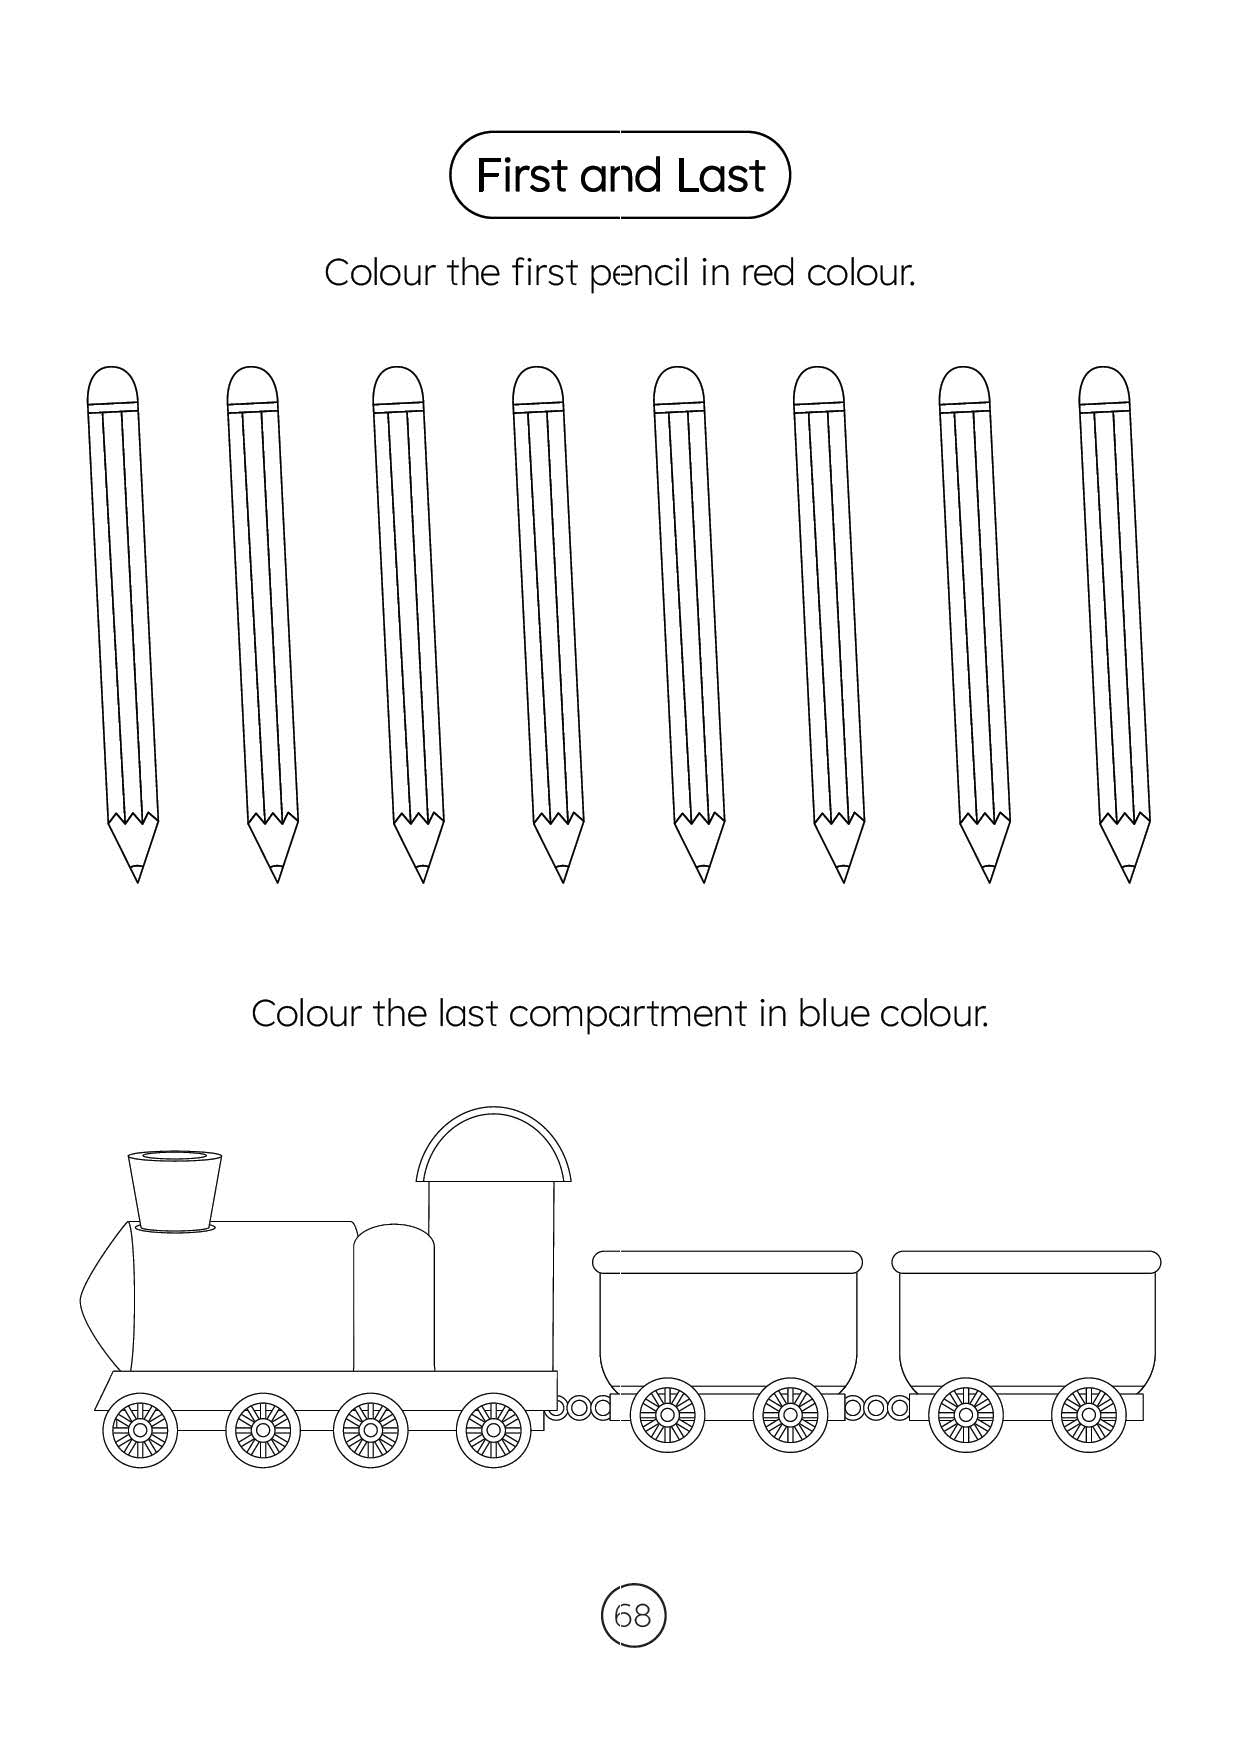 First and Last
Colour the first pencil in red colour.
Colour the last compartment in blue colour.
68